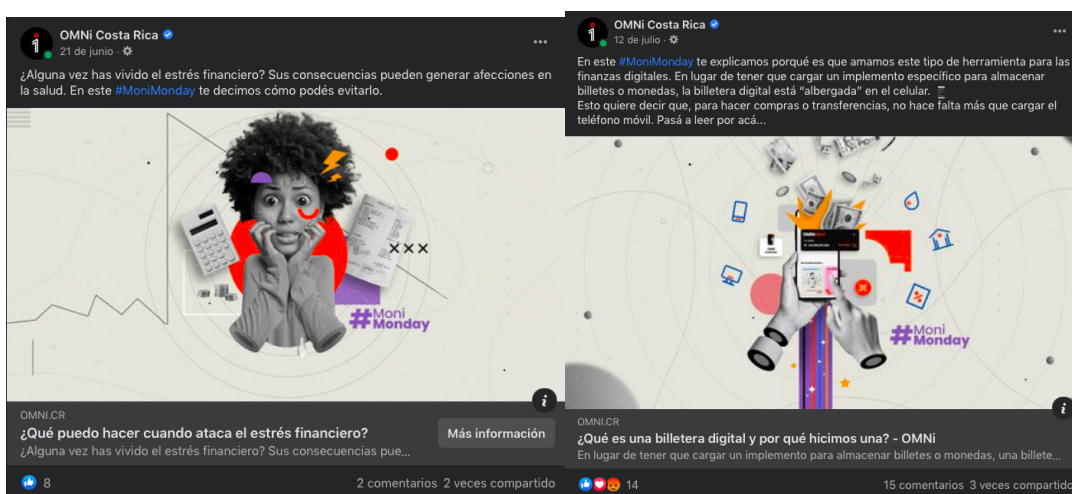 OMNi Costa Rica
21 de junio ·
¿Alguna vez has vivido el estrés financiero? Sus consecuencias pueden generar afecciones en
la salud. En este #MoniMonday te decimos cómo podés evitarlo.
#Moni
Monday
OMNI.CR
¿Qué puedo hacer cuando ataca el estrés financiero?
¿Alguna vez has vivido el estrés financiero? Sus consecuencias pue...
Más información
8
2 comentarios 2 veces compartido
OMNi Costa Rica
12 de julio ·
En este #MoniMonday te explicamos porqué es que amamos este tipo de herramienta para las
finanzas digitales. En lugar de tener que cargar un implemento específico para almacenar
billetes o monedas, la billetera digital está “albergada” en el celular.
Esto quiere decir que, para hacer compras o transferencias, no hace falta más que cargar el
teléfono móvil. Pasá a leer por acá...
#Moni
Monday
OMNI.CR
¿Qué es una billetera digital y por qué hicimos una? - OMNi
En lugar de tener que cargar un implemento para almacenar billetes o monedas, una billete...
14
15 comentarios 3 veces compartido